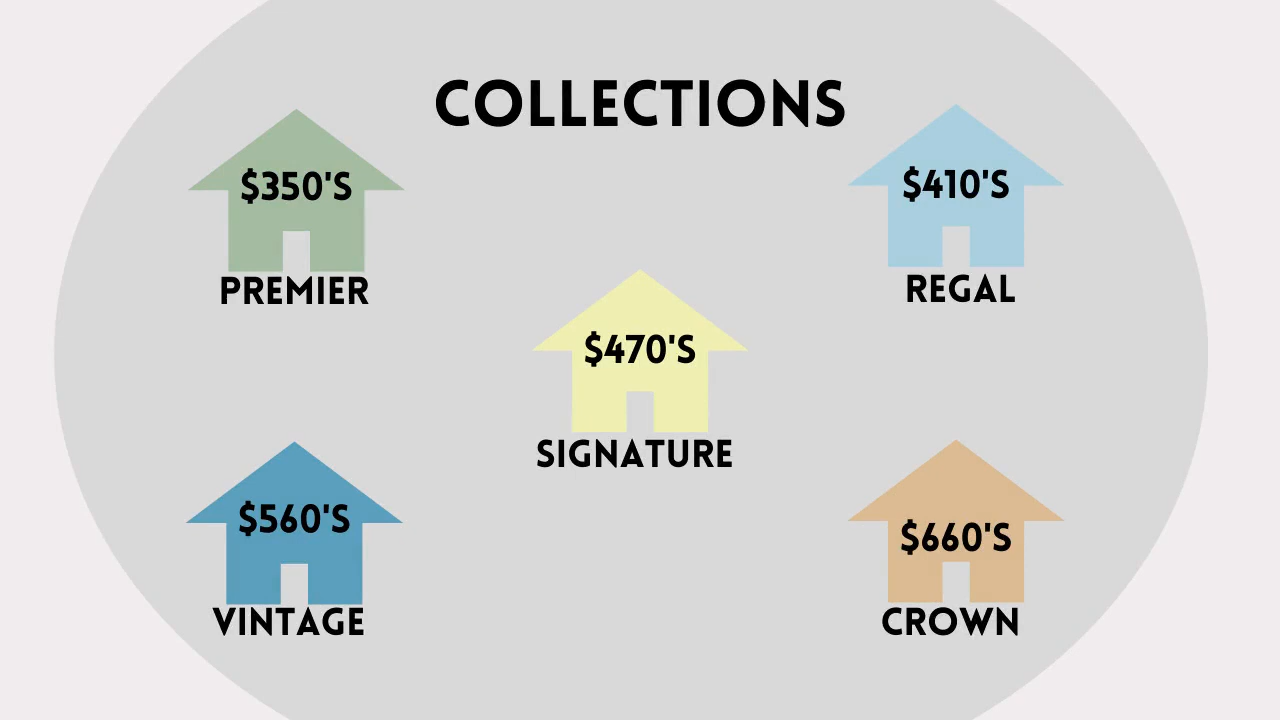 COLLECTIONS
$350'S
PREMIER
$410'S
REGAL
$470'S
SIGNATURE
$560'S
VINTAGE
$660'S
CROWN